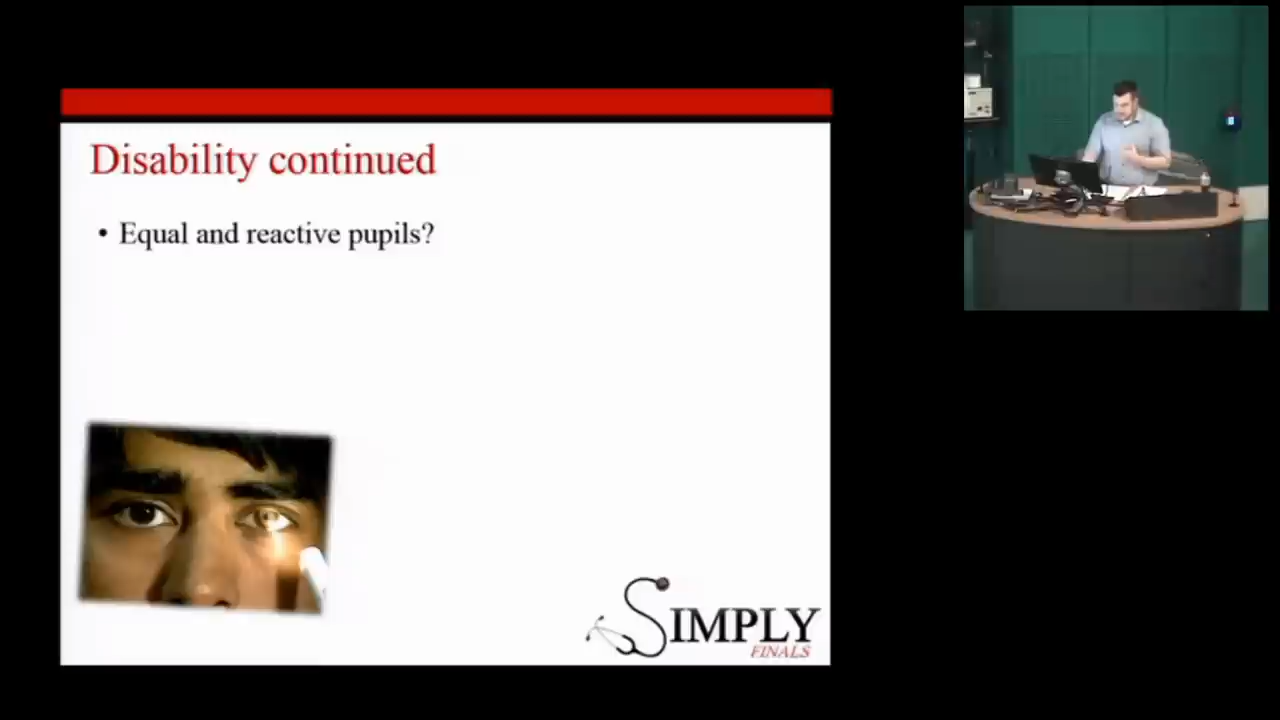 Disability continued
• Equal and reactive pupils?
SIMPLY
FINALS